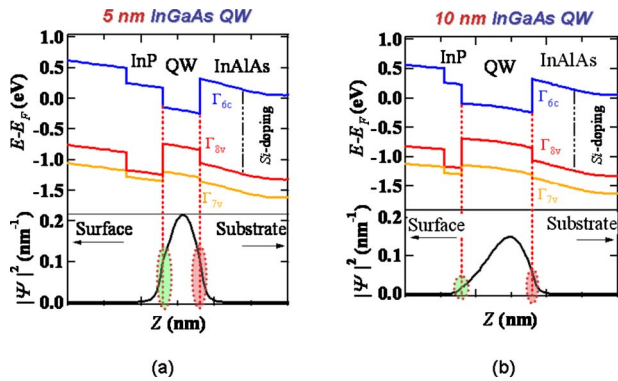 5 nm InGaAs QW
10 nm InGaAs QW
(a)
1.0
0.5
0.0
-0.5
-1.0
-1.5
E-E_F (eV)
InP QW InAlAs
Γ6c
Γ8v
Γ7v
Si-doping
0.2
0.1
0.0
|Ψ|² (nm⁻¹)
Surface
Substrate
Z (nm)
(a)
(b)
1.0
0.5
0.0
-0.5
-1.0
-1.5
E-E_F (eV)
InP QW InAlAs
Γ6c
Γ8v
Γ7v
Si-doping
0.2
0.1
0.0
|Ψ|² (nm⁻¹)
Surface
Substrate
Z (nm)
(b)